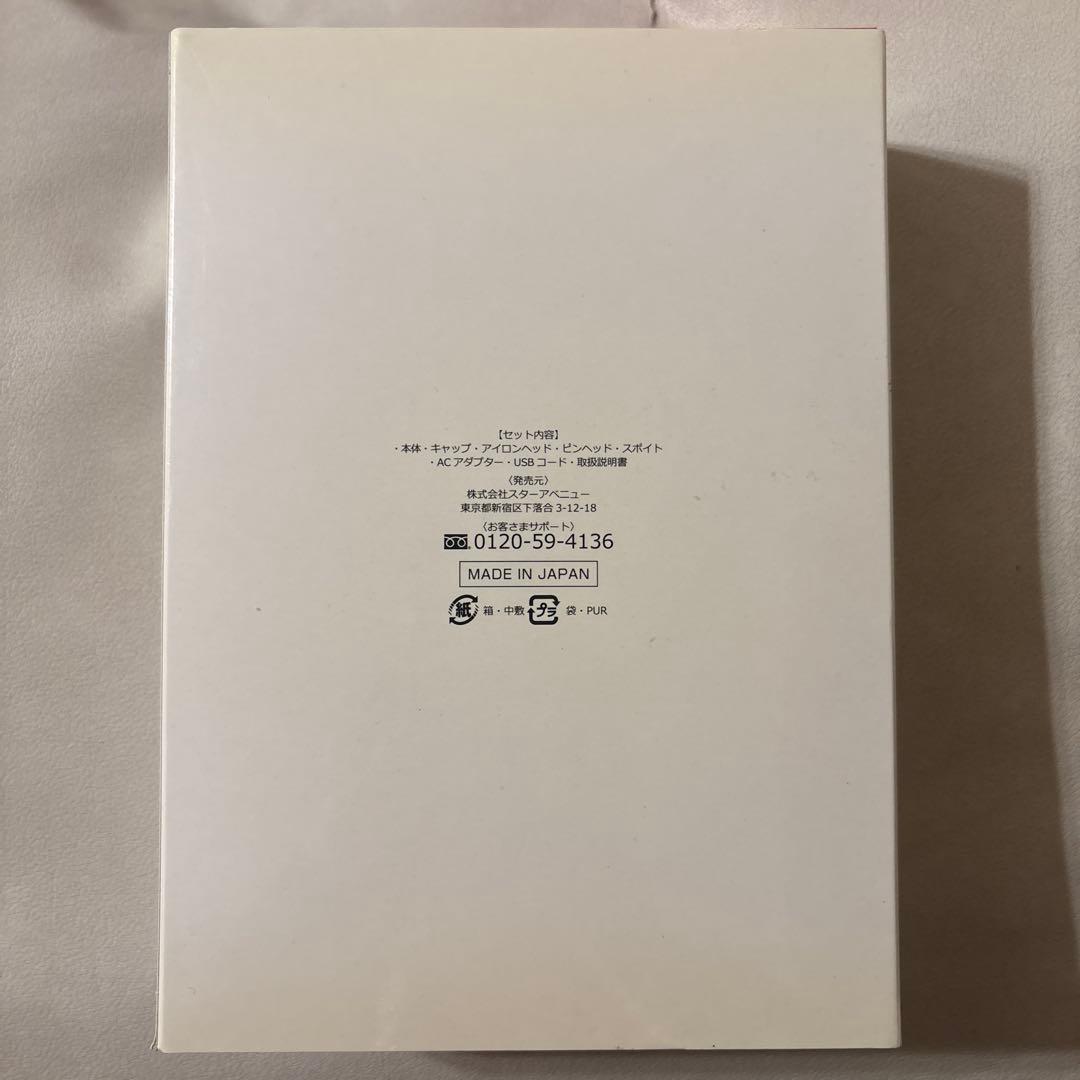 【セット内容】
・本体・キャップ・アイロンヘッド・ピンヘッド・スポイト
・ACアダプター・USBコード・取扱説明書
〈発売元〉
株式会社スターアベニュー
東京都新宿区下落合3-12-18
〈お客さまサポート〉
0120-59-4136
MADE IN JAPAN
紙 箱・中敷 プラ 袋・PUR